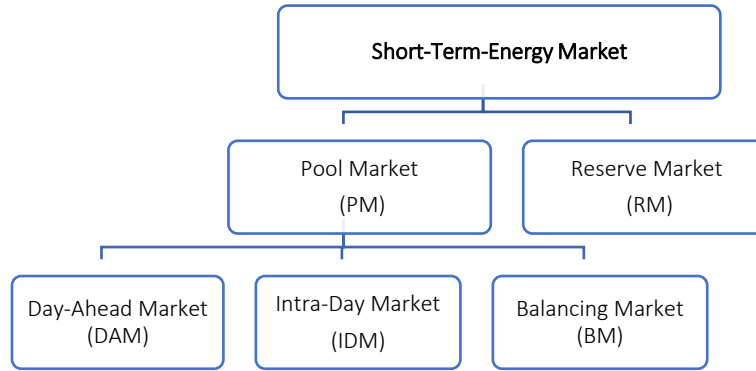 Short-Term-Energy Market
Pool Market
(PM)
Reserve Market
(RM)
Day-Ahead Market
(DAM)
Intra-Day Market
(IDM)
Balancing Market
(BM)